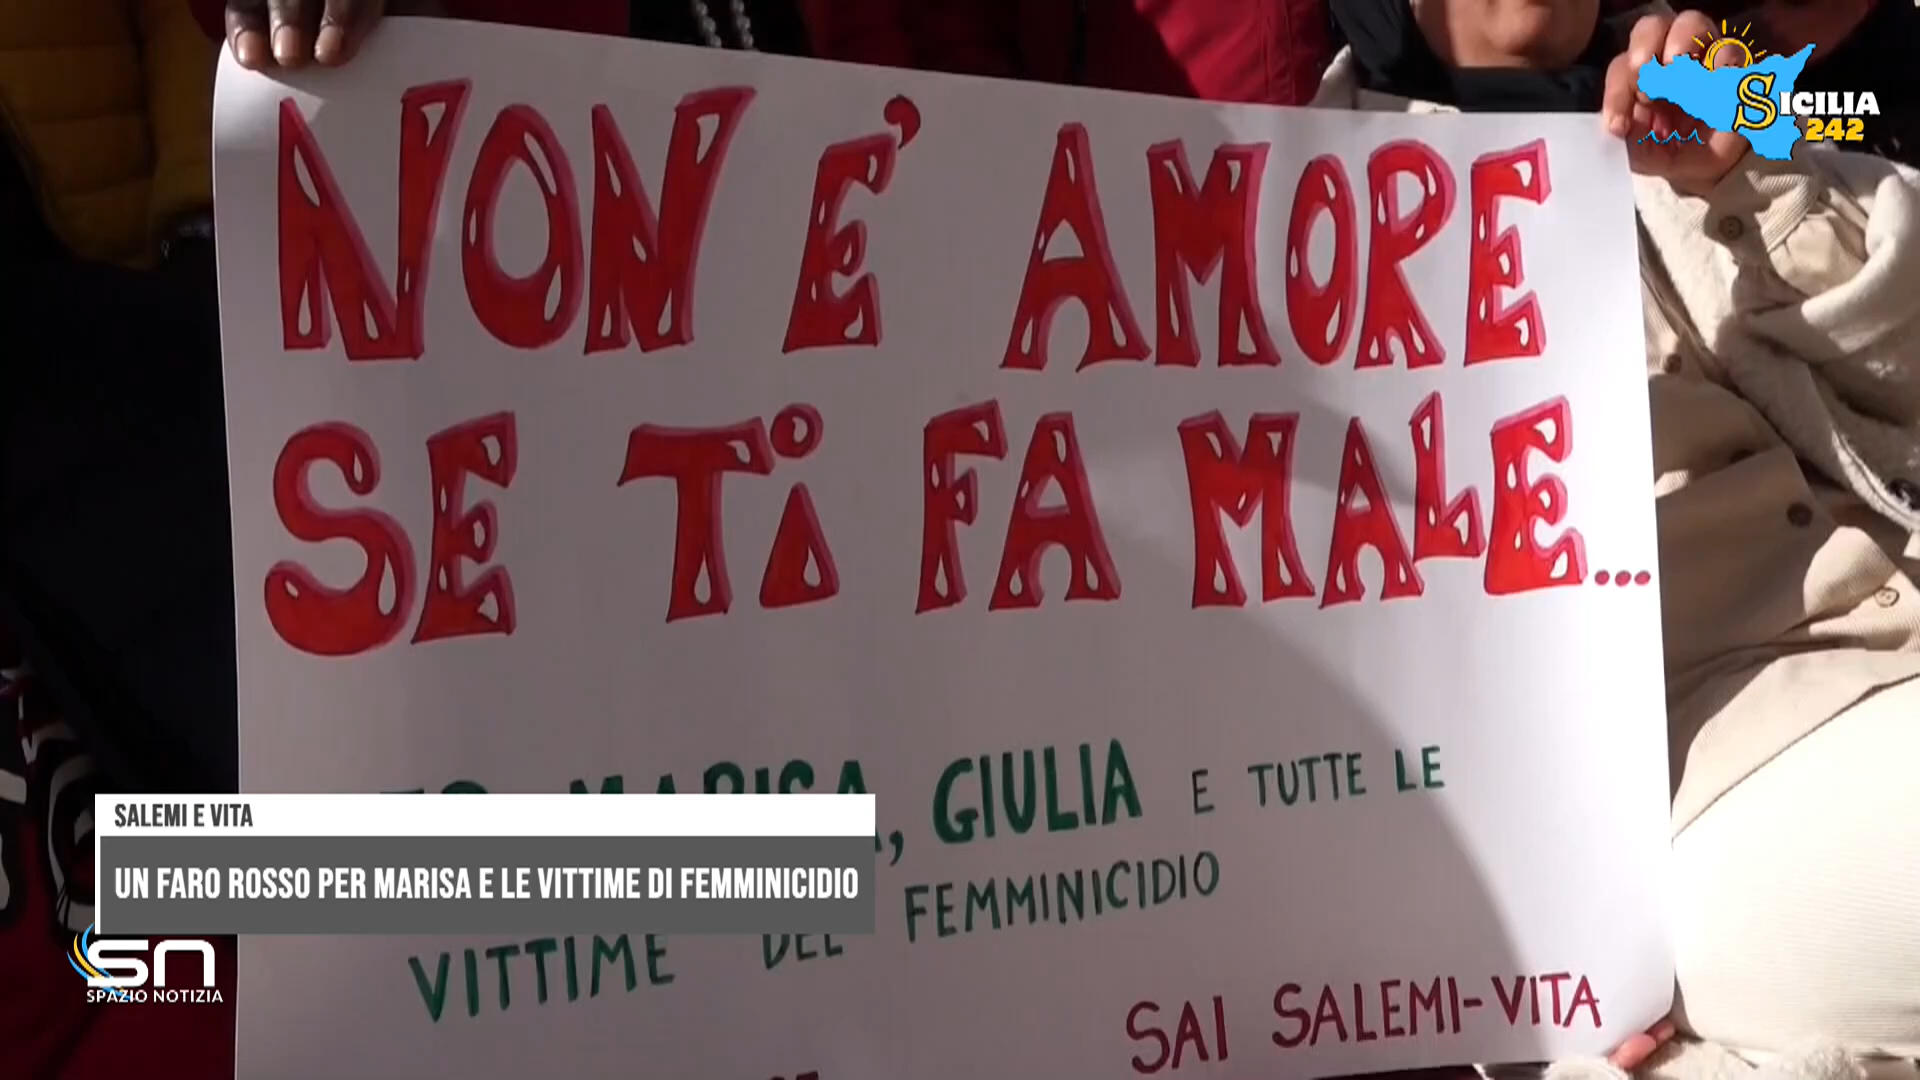 SICILIA
242
NON E' AMORE
SE Ti FA MALE...
MARISA, GIULIA E TUTTE LE
VITTIME DEL FEMMINICIDIO
SAI SALEMI-VITA
SALEMI E VITA
UN FARO ROSSO PER MARISA E LE VITTIME DI FEMMINICIDIO
SN
SPAZIO NOTIZIA